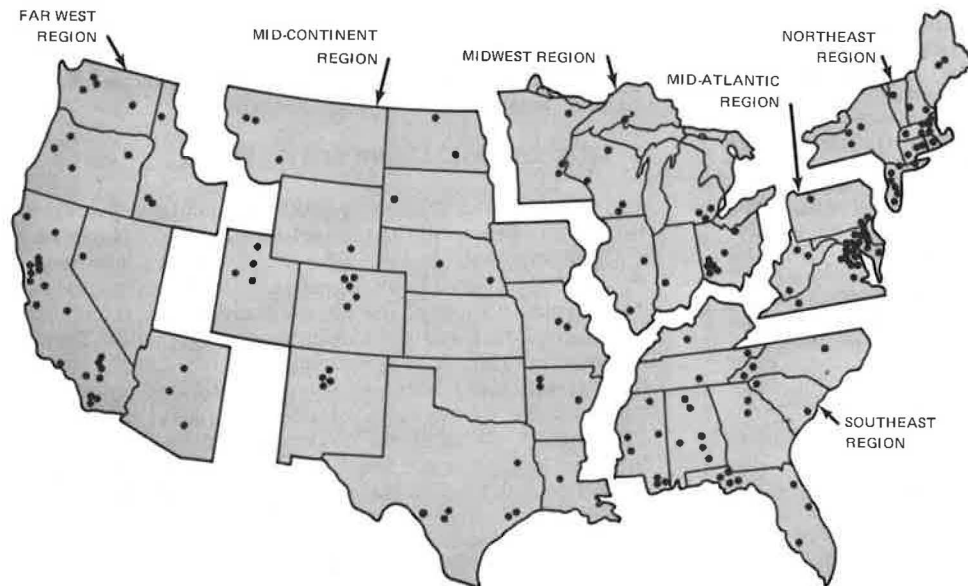 FAR WEST
REGION
MID-CONTINENT
REGION
MIDWEST REGION
MID-ATLANTIC
REGION
NORTHEAST
REGION
SOUTHEAST
REGION